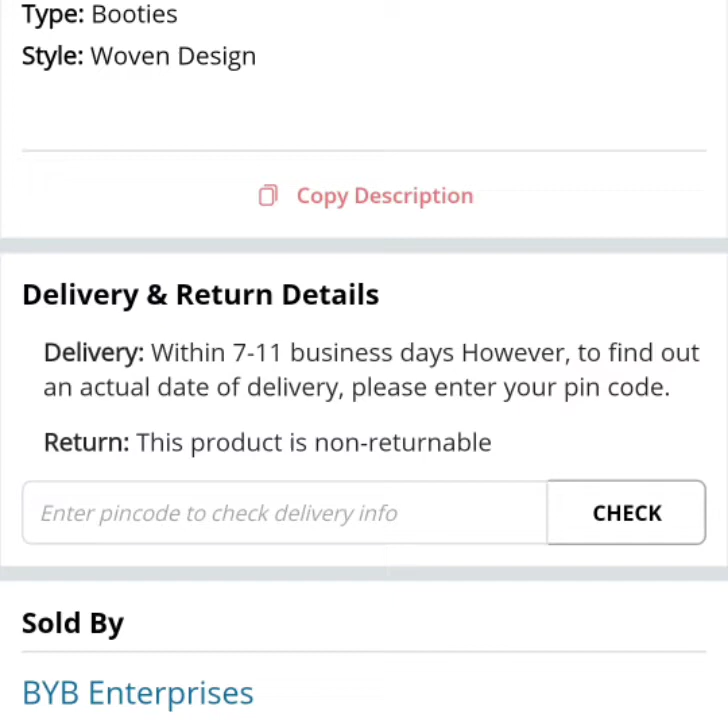 Type: Booties
Style: Woven Design
Copy Description
Delivery & Return Details
Delivery: Within 7-11 business days However, to find out
an actual date of delivery, please enter your pin code.
Return: This product is non-returnable
Enter pincode to check delivery info
CHECK
Sold By
BYB Enterprises